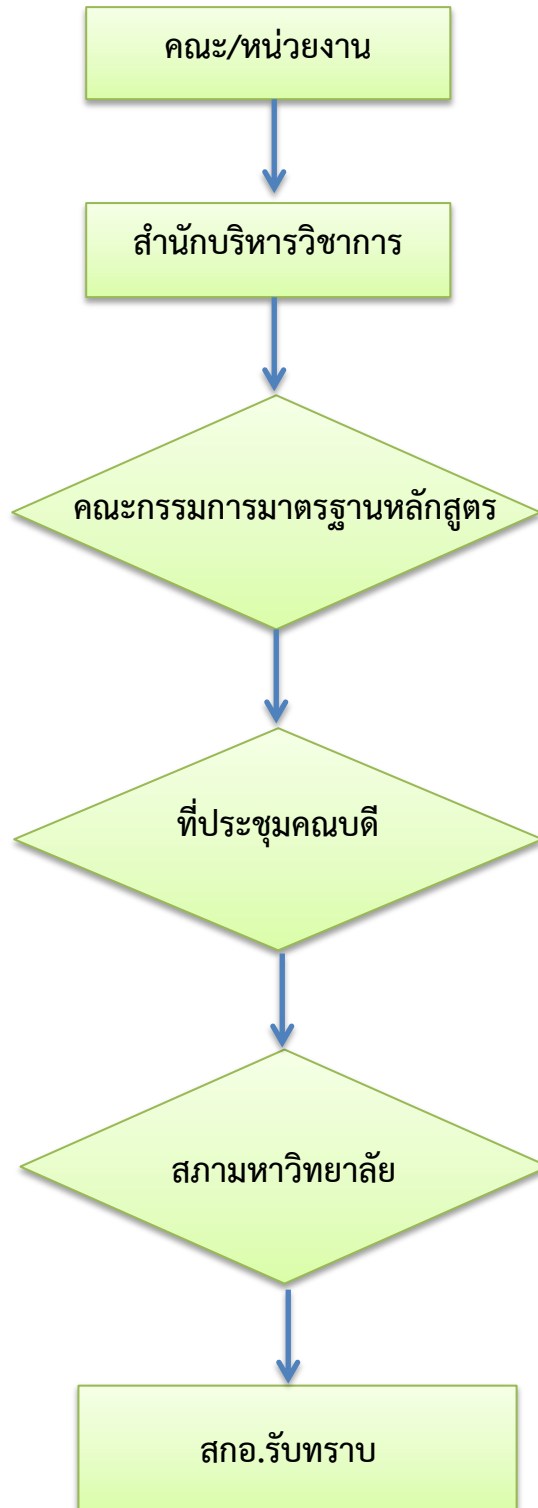 คณะ/หน่วยงาน
สำนักบริหารวิชาการ
คณะกรรมการมาตรฐานหลักสูตร
ที่ประชุมคณบดี
สภามหาวิทยาลัย
สกอ.รับทราบ